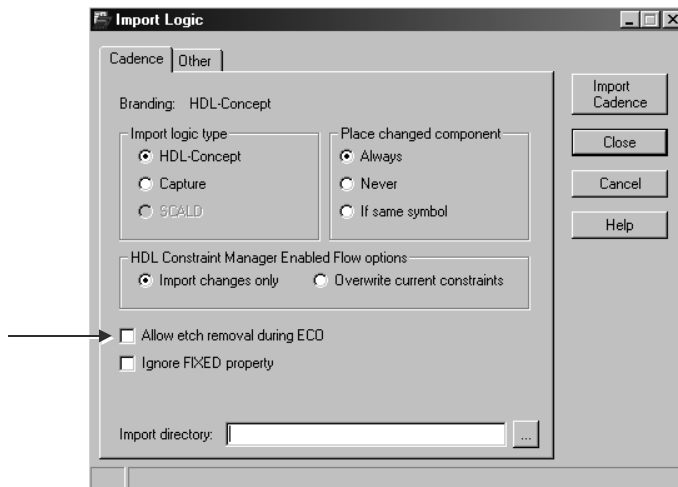 Import Logic
Cadence Other
Branding: HDL-Concept
Import logic type
HDL-Concept
Capture
SCALD
Place changed component
Always
Never
If same symbol
HDL Constraint Manager Enabled Flow options
Import changes only Overwrite current constraints
Allow etch removal during ECO
Ignore FIXED property
Import directory: ...
Import
Cadence
Close
Cancel
Help